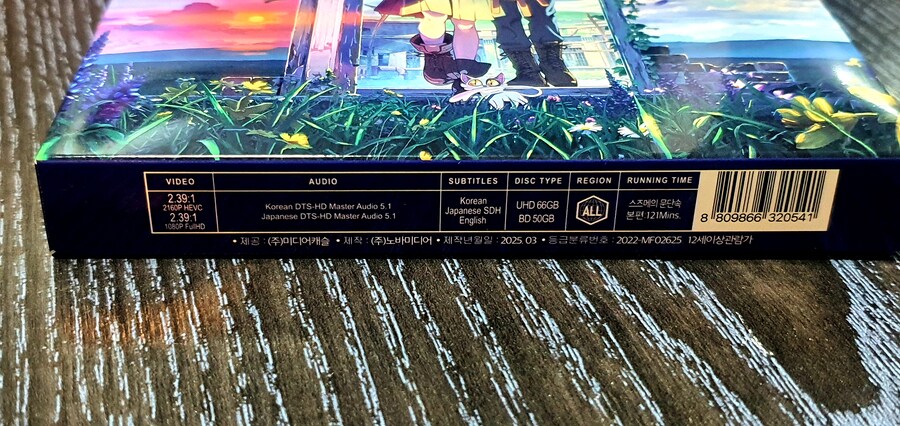 VIDEO
2.39:1
2160P HEVC
2.39:1
1080P FullHD
AUDIO
Korean DTS-HD Master Audio 5.1
Japanese DTS-HD Master Audio 5.1
SUBTITLES
Korean
Japanese SDH
English
DISC TYPE
UHD 66GB
BD 50GB
REGION
ALL
RUNNING TIME
스즈메의 문단속
본편:121Mins.
8 809866 320541
• 제공 : (주)미디어캐슬 • 제작 : (주)노바미디어 • 제작년월일 : 2025. 03 • 등급분류번호 : 2022-MF02625 12세이상관람가